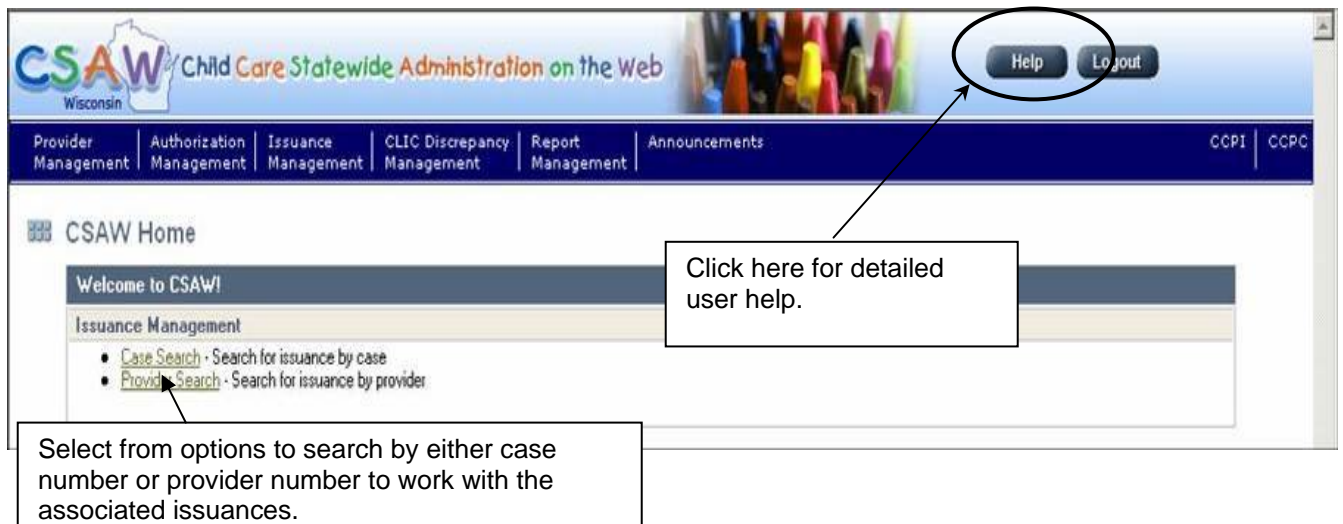 CSAW Child Care Statewide Administration on the Web
Wisconsin
Help Logout
Provider Management Authorization Management Issuance Management CLIC Discrepancy Management Report Management Announcements CCPI CCPC
CSAW Home
Welcome to CSAW!
Issuance Management
Case Search - Search for issuance by case
Provider Search - Search for issuance by provider
Click here for detailed
user help.
Select from options to search by either case
number or provider number to work with the
associated issuances.